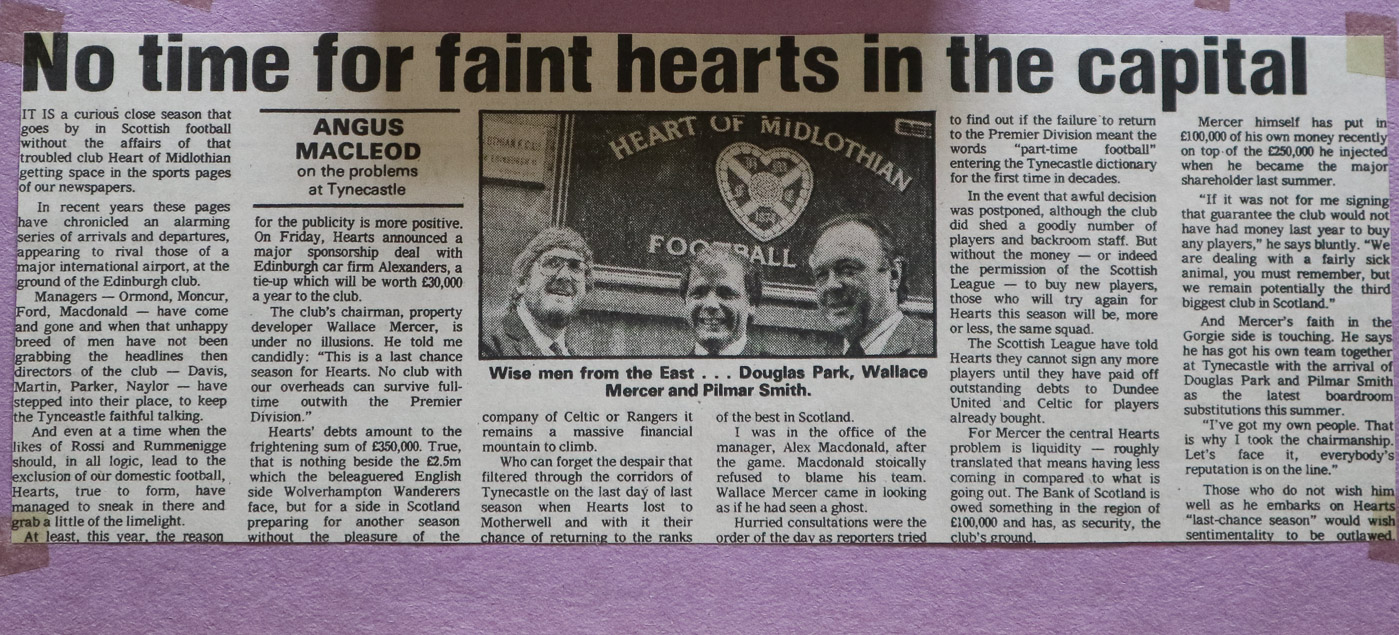 No time for faint hearts in the capital
IT IS a curious close season that
goes by in Scottish football
without the affairs of that
troubled club Heart of Midlothian
getting space in the sports pages
of our newspapers.
In recent years these pages
have chronicled an alarming
series of arrivals and departures,
appearing to rival those of a
major international airport, at the
ground of the Edinburgh club.
Managers — Ormond, Moncur,
Ford, Macdonald — have come
and gone and when that unhappy
breed of men have not been
grabbing the headlines then
directors of the club — Davis,
Martin, Parker, Naylor — have
stepped into their place, to keep
the Tynceastle faithful talking.
And even at a time when the
likes of Rossi and Rummenigge
should, in all logic, lead to the
exclusion of our domestic football,
Hearts, true to form, have
managed to sneak in there and
grab a little of the limelight.
At least, this year, the reason
ANGUS
MACLEOD
on the problems
at Tynecastle
for the publicity is more positive.
On Friday, Hearts announced a
major sponsorship deal with
Edinburgh car firm Alexanders, a
tie-up which will be worth £30,000
a year to the club.
The club's chairman, property
developer Wallace Mercer, is
under no illusions. He told me
candidly: “This is a last chance
season for Hearts. No club with
our overheads can survive full-
time outwith the Premier
Division.”
Hearts' debts amount to the
frightening sum of £350,000. True,
that is nothing beside the £2.5m
which the beleaguered English
side Wolverhampton Wanderers
face, but for a side in Scotland
preparing for another season
without the pleasure of the
HEART OF MIDLOTHIAN
1874
FOOTBALL
Wise men from the East . . . Douglas Park, Wallace
Mercer and Pilmar Smith.
company of Celtic or Rangers it
remains a massive financial
mountain to climb.
Who can forget the despair that
filtered through the corridors of
Tynecastle on the last day of last
season when Hearts lost to
Motherwell and with it their
chance of returning to the ranks
of the best in Scotland.
I was in the office of the
manager, Alex Macdonald, after
the game. Macdonald stoically
refused to blame his team.
Wallace Mercer came in looking
as if he had seen a ghost.
Hurried consultations were the
order of the day as reporters tried
to find out if the failure to return
to the Premier Division meant the
words “part-time football”
entering the Tynecastle dictionary
for the first time in decades.
In the event that awful decision
was postponed, although the club
did shed a goodly number of
players and backroom staff. But
without the money — or indeed
the permission of the Scottish
League — to buy new players,
those who will try again for
Hearts this season will be, more
or less, the same squad.
The Scottish League have told
Hearts they cannot sign any more
players until they have paid off
outstanding debts to Dundee
United and Celtic for players
already bought.
For Mercer the central Hearts
problem is liquidity — roughly
translated that means having less
coming in compared to what is
going out. The Bank of Scotland is
owed something in the region of
£100,000 and has, as security, the
club's ground.
Mercer himself has put in
£100,000 of his own money recently
on top of the £250,000 he injected
when he became the major
shareholder last summer.
“If it was not for me signing
that guarantee the club would not
have had money last year to buy
any players,” he says bluntly. “We
are dealing with a fairly sick
animal, you must remember, but
we remain potentially the third
biggest club in Scotland.”
And Mercer's faith in the
Gorgie side is touching. He says
he has got his own team together
at Tynecastle with the arrival of
Douglas Park and Pilmar Smith
as the latest boardroom
substitutions this summer.
“I've got my own people. That
is why I took the chairmanship.
Let's face it, everybody's
reputation is on the line.”
Those who do not wish him
well as he embarks on Hearts
“last-chance season” would wish
sentimentality to be outlawed.